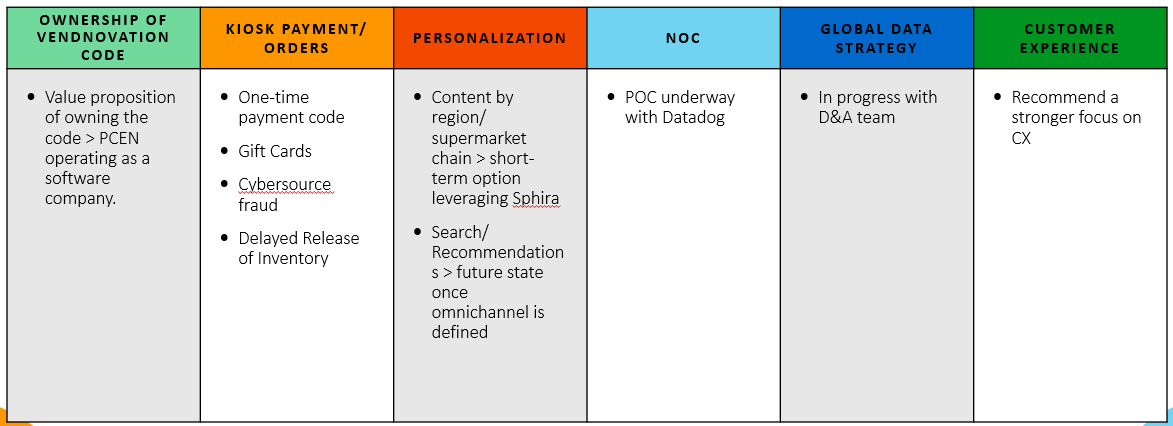 OWNERSHIP OF
VENDNOVATION
CODE
KIOSK PAYMENT/
ORDERS
PERSONALIZATION
NOC
GLOBAL DATA
STRATEGY
CUSTOMER
EXPERIENCE
• Value proposition
of owning the
code > PCEN
operating as a
software
company.
• One-time
payment code
• Gift Cards
• Cybersource
fraud
• Delayed Release
of Inventory
• Content by
region/
supermarket
chain > short-
term option
leveraging Sphira
• Search/
Recommendation
s > future state
once
omnichannel is
defined
• POC underway
with Datadog
• In progress with
D&A team
• Recommend a
stronger focus on
CX